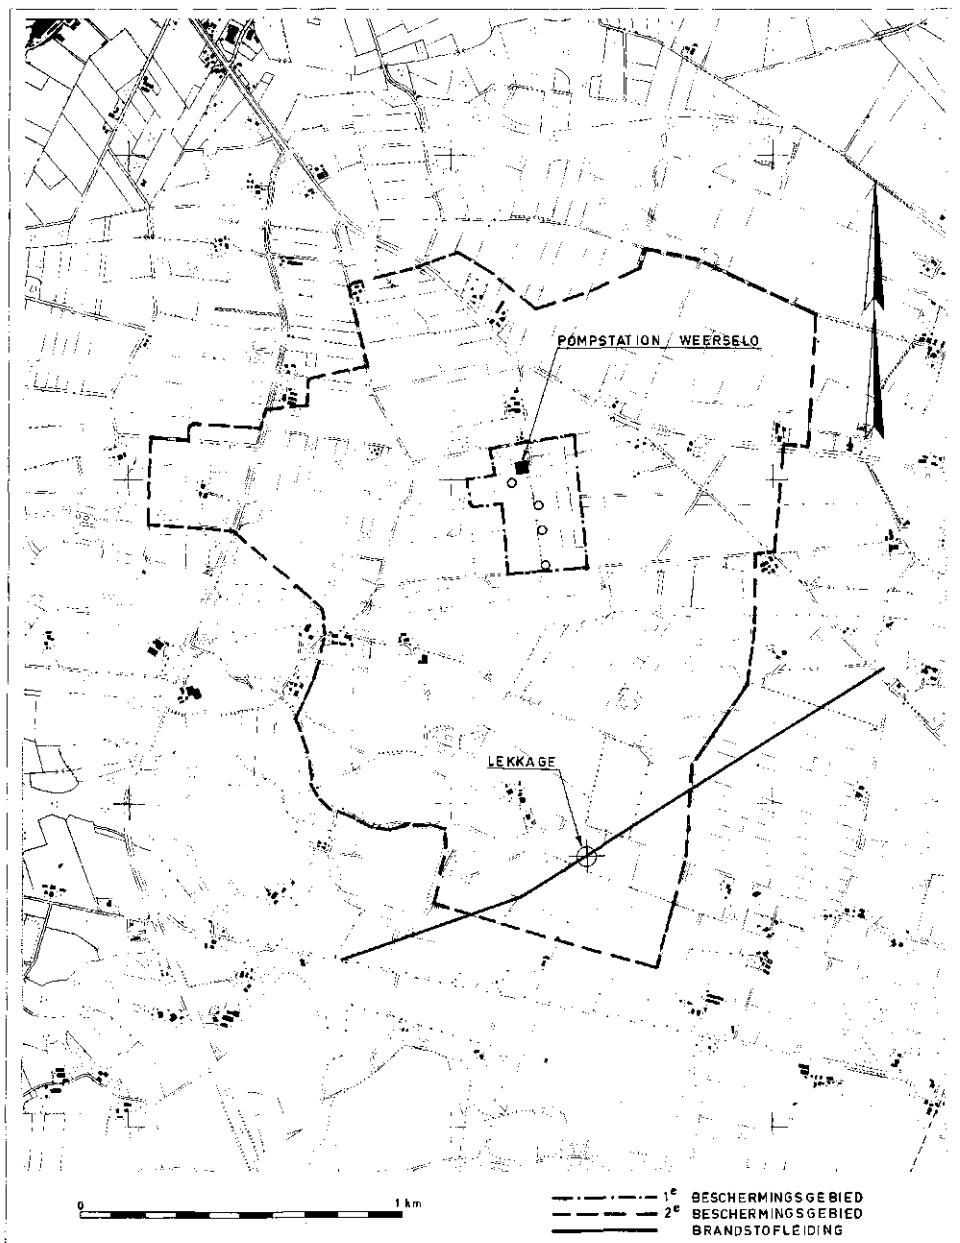 POMPSTATION WEERSELO
LEKKAGE
0 1 km
1e BESCHERMINGSGEBIED
2e BESCHERMINGSGEBIED
BRANDSTOFLEIDING